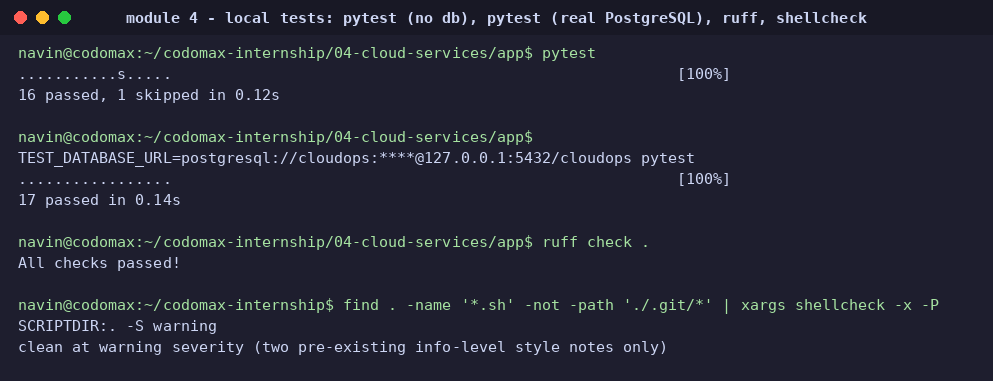 module 4 - local tests: pytest (no db), pytest (real PostgreSQL), ruff, shellcheck
navin@codomax:~/codomax-internship/04-cloud-services/app$ pytest
...........s..... [100%]
16 passed, 1 skipped in 0.12s
navin@codomax:~/codomax-internship/04-cloud-services/app$
TEST_DATABASE_URL=postgresql://cloudops:****@127.0.0.1:5432/cloudops pytest
................. [100%]
17 passed in 0.14s
navin@codomax:~/codomax-internship/04-cloud-services/app$ ruff check .
All checks passed!
navin@codomax:~/codomax-internship$ find . -name '*.sh' -not -path './.git/*' | xargs shellcheck -x -P
SCRIPTDIR:. -S warning
clean at warning severity (two pre-existing info-level style notes only)